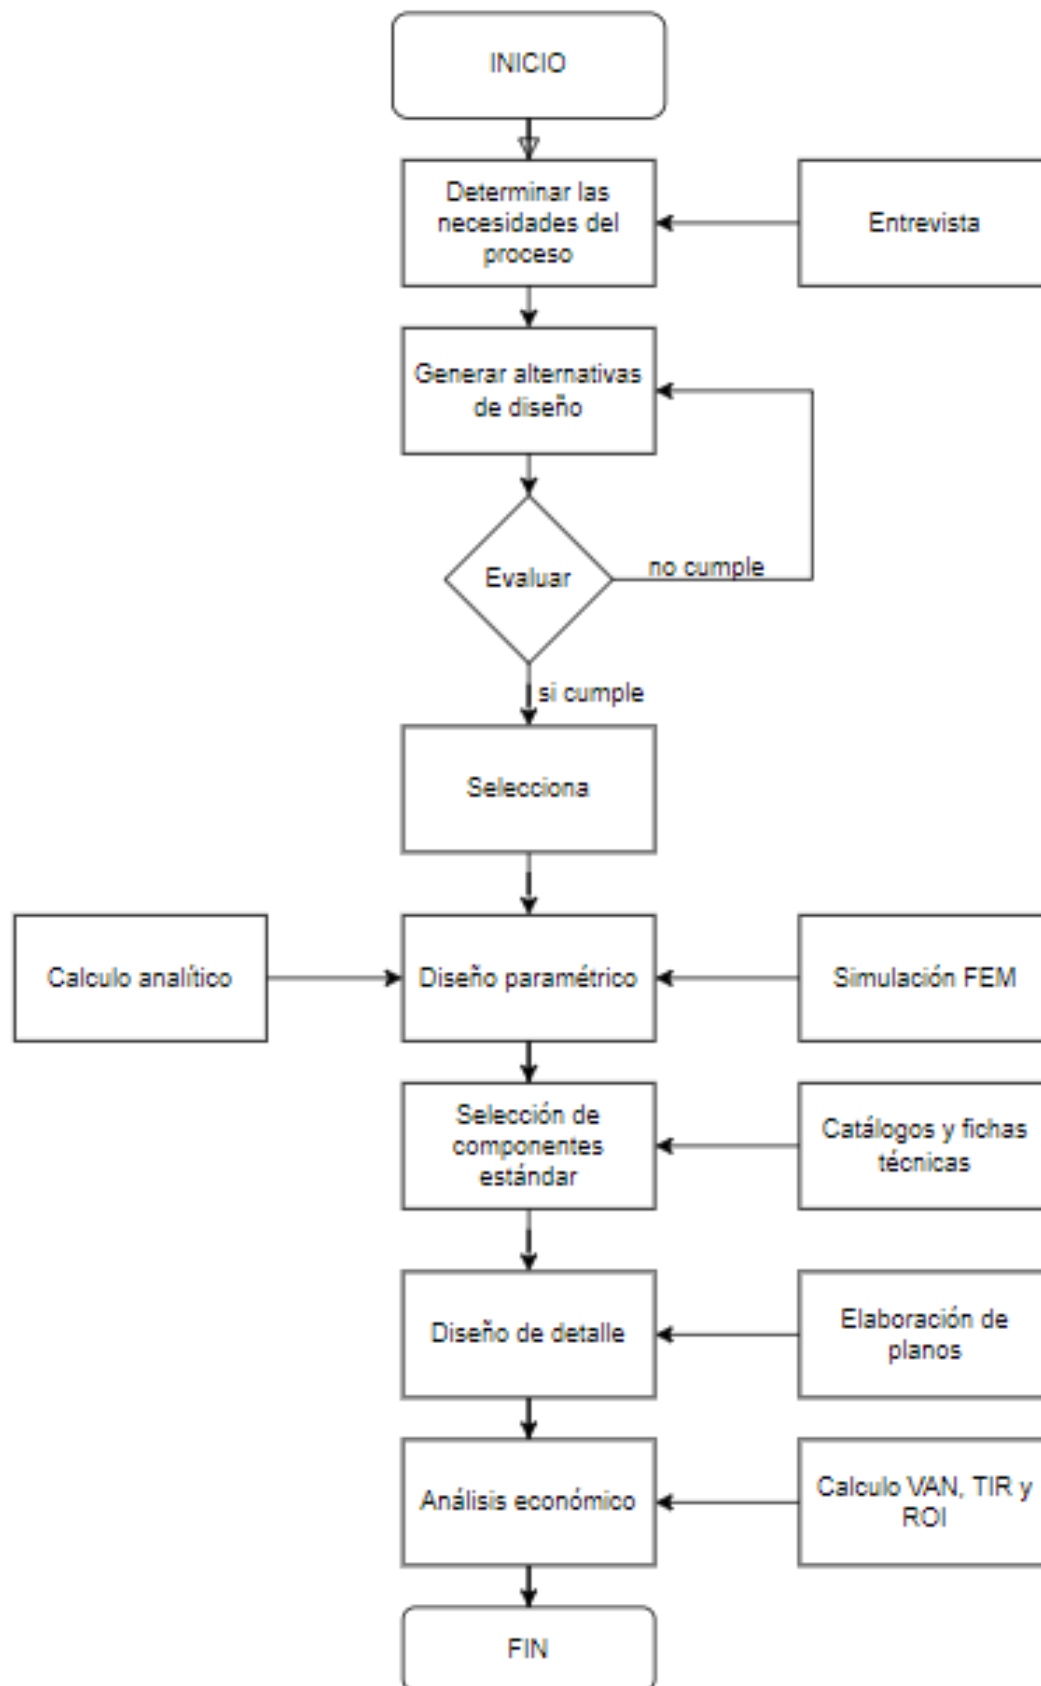 INICIO
Determinar las
necesidades del
proceso
Entrevista
Generar alternativas
de diseño
Evaluar
no cumple
si cumple
Selecciona
Calculo analítico
Diseño paramétrico
Simulación FEM
Selección de
componentes
estándar
Catálogos y fichas
técnicas
Diseño de detalle
Elaboración de
planos
Análisis económico
Calculo VAN, TIR y
ROI
FIN